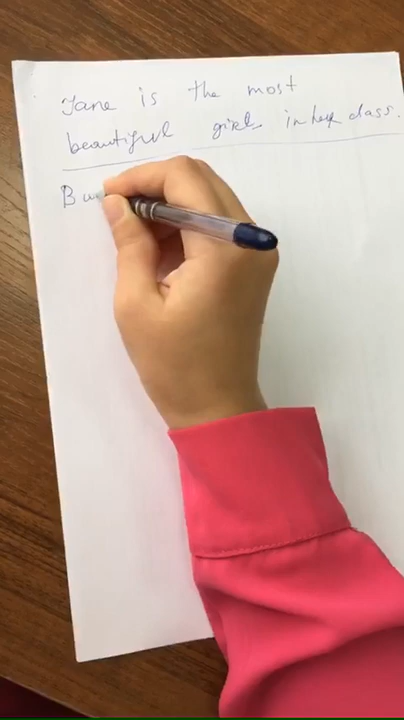 Jane is the most
beautiful girl in her class.
В